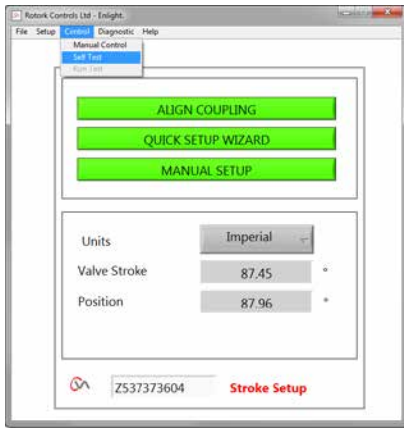 Rotork Controls Ltd - Enlight.
File Setup Control Diagnostic Help
Manual Control
Self Test
Run Test
ALIGN COUPLING
QUICK SETUP WIZARD
MANUAL SETUP
Units Imperial
Valve Stroke 87.45 °
Position 87.96 °
Z537373604 Stroke Setup